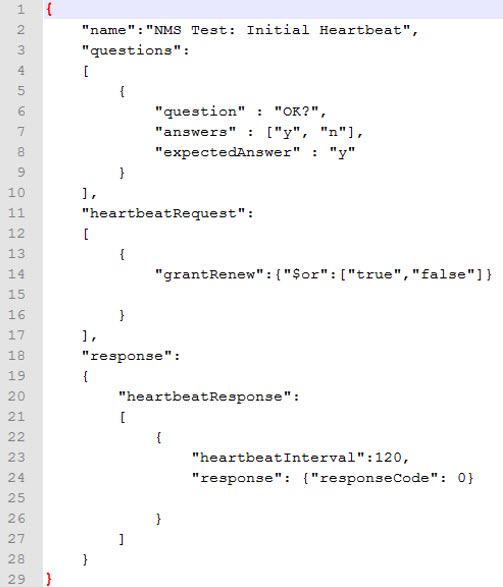 1 {
2     "name":"NMS Test: Initial Heartbeat",
3     "questions":
4     [
5         {
6             "question" : "OK?",
7             "answers" : ["y", "n"],
8             "expectedAnswer" : "y"
9         }
10     ],
11     "heartbeatRequest":
12     [
13         {
14             "grantRenew":{"$or":["true","false"]}
15
16         }
17     ],
18     "response":
19     {
20         "heartbeatResponse":
21         [
22             {
23                 "heartbeatInterval":120,
24                 "response": {"responseCode": 0}
25
26             }
27         ]
28     }
29 }